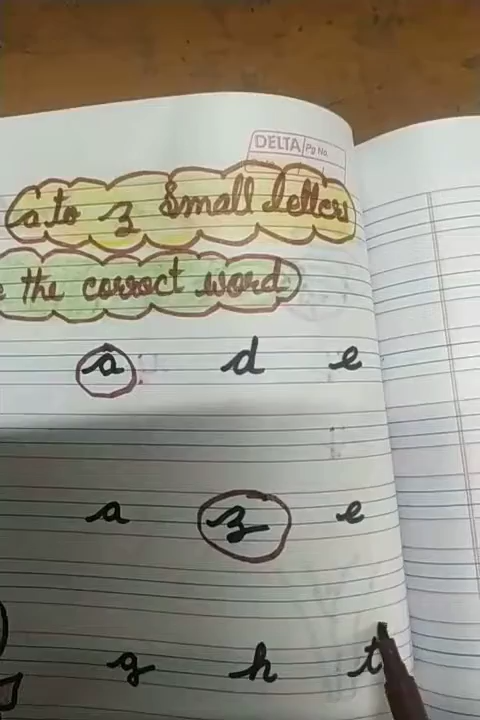 DELTA Pg No.
a to z Small letters
the correct word
a d e
a z e
g h t